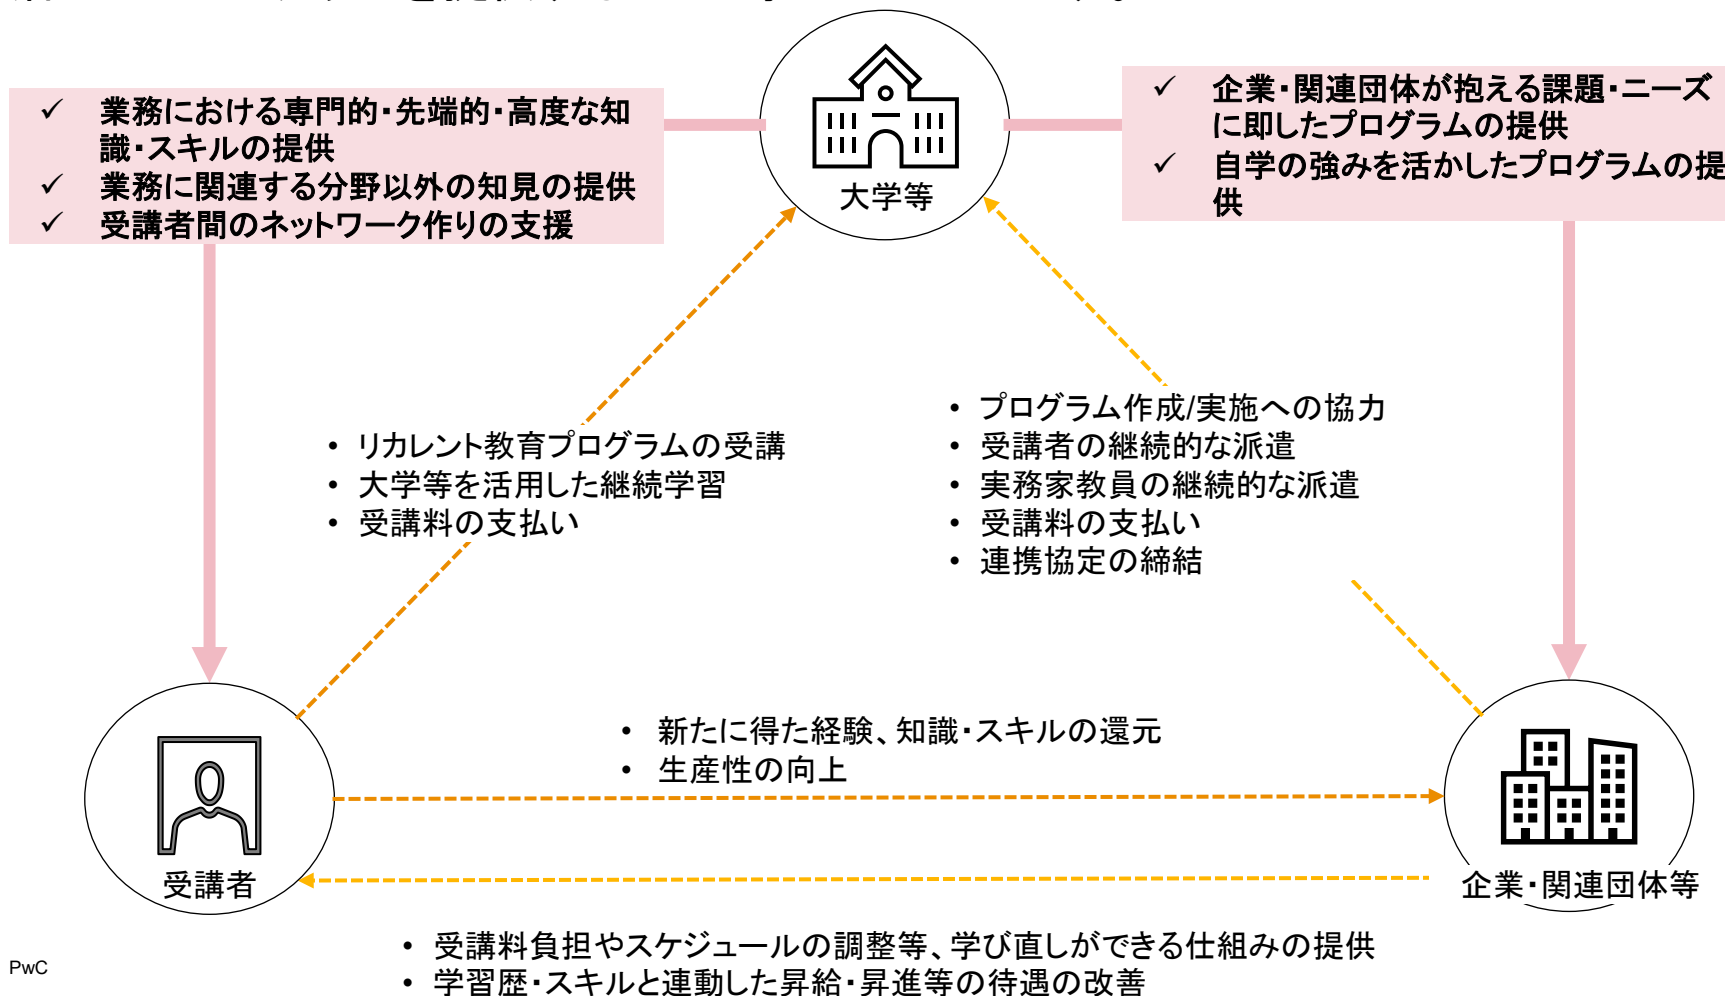 ✓ 業務における専門的・先端的・高度な知
識・スキルの提供
✓ 業務に関連する分野以外の知見の提供
✓ 受講者間のネットワーク作りの支援
大学等
✓ 企業・関連団体が抱える課題・ニーズ
に即したプログラムの提供
✓ 自学の強みを活かしたプログラムの提
供
• リカレント教育プログラムの受講
• 大学等を活用した継続学習
• 受講料の支払い
• プログラム作成/実施への協力
• 受講者の継続的な派遣
• 実務家教員の継続的な派遣
• 受講料の支払い
• 連携協定の締結
• 新たに得た経験、知識・スキルの還元
• 生産性の向上
受講者
企業・関連団体等
• 受講料負担やスケジュールの調整等、学び直しができる仕組みの提供
• 学習歴・スキルと連動した昇給・昇進等の待遇の改善
PwC